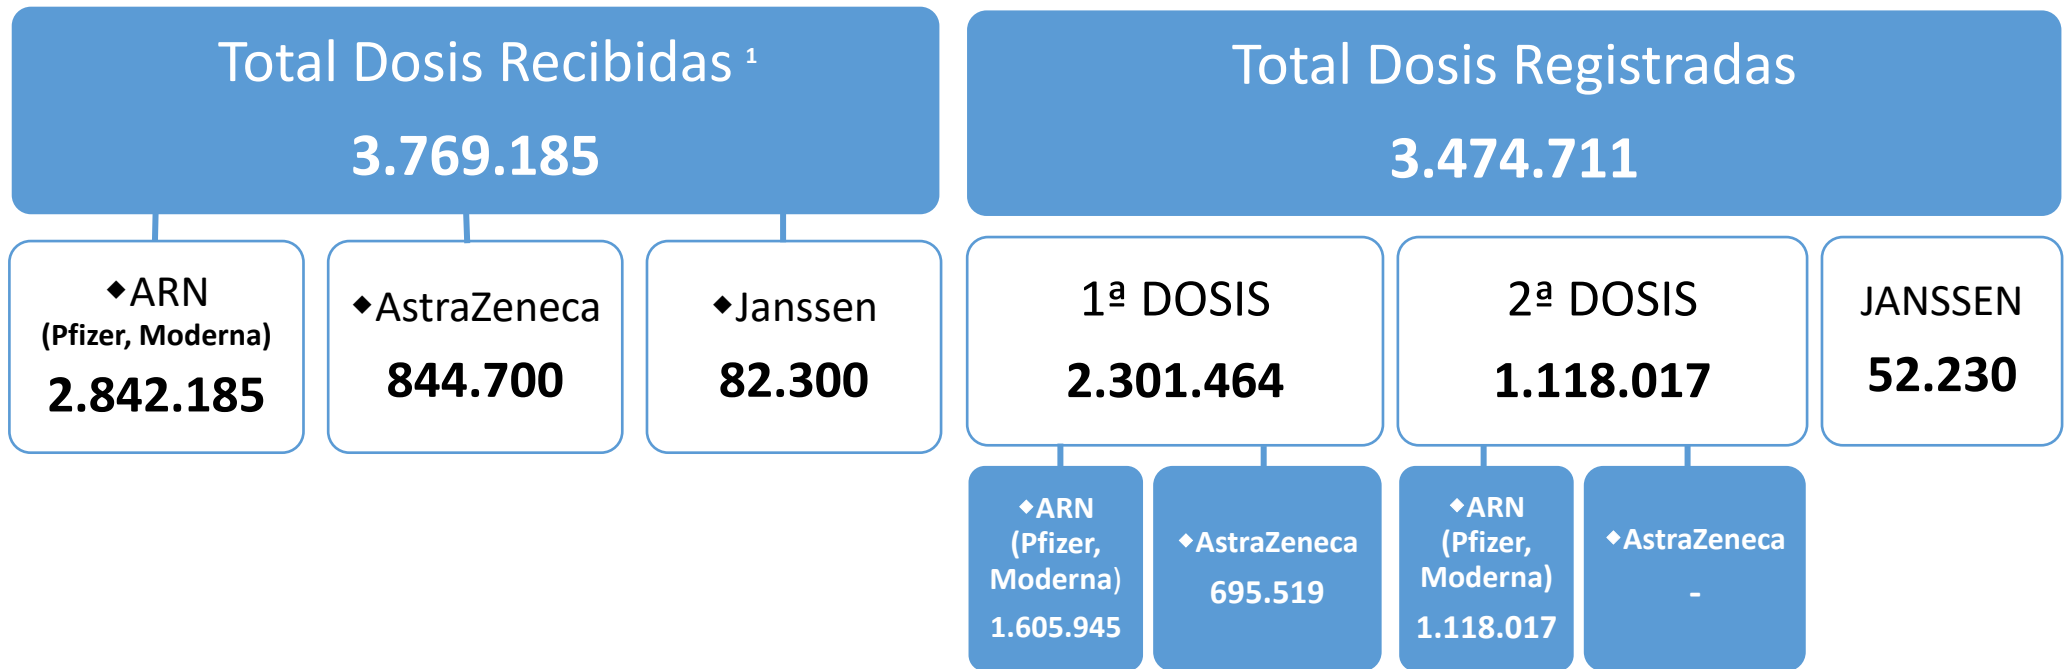 Total Dosis Recibidas ¹
3.769.185
◆ARN
(Pfizer, Moderna)
2.842.185
◆AstraZeneca
844.700
◆Janssen
82.300
Total Dosis Registradas
3.474.711
1ª DOSIS
2.301.464
◆ARN
(Pfizer,
Moderna)
1.605.945
◆AstraZeneca
695.519
2ª DOSIS
1.118.017
◆ARN
(Pfizer,
Moderna)
1.118.017
◆AstraZeneca
-
JANSSEN
52.230